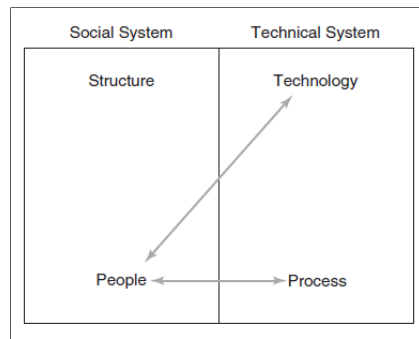 Social System Technical System
Structure Technology
People Process